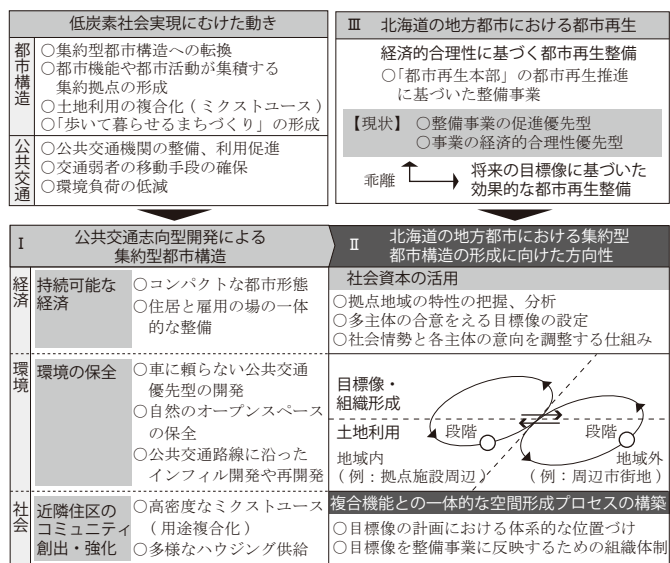 低炭素社会実現にむけた動き
都市構造
○集約型都市構造への転換
○都市機能や都市活動が集積する
集約拠点の形成
○土地利用の複合化 ( ミクストユース )
○「歩いて暮らせるまちづくり」の形成
公共交通
○公共交通機関の整備、利用促進
○交通弱者の移動手段の確保
○環境負荷の低減
Ⅲ 北海道の地方都市における都市再生
経済的合理性に基づく都市再生整備
○「都市再生本部」の都市再生推進
に基づいた整備事業
【現状】 ○整備事業の促進優先型
○事業の経済的合理性優先型
乖離
将来の目標像に基づいた
効果的な都市再生整備
Ⅰ 公共交通志向型開発による
集約型都市構造
経済
持続可能な
経済
○コンパクトな都市形態
○住居と雇用の場の一体
的な整備
環境
環境の保全
○車に頼らない公共交通
優先型の開発
○自然のオープンスペース
の保全
○公共交通路線に沿った
インフィル開発や再開発
社会
近隣住区の
コミュニティ
創出・強化
○高密度なミクストユース
( 用途複合化 )
○多様なハウジング供給
Ⅱ 北海道の地方都市における集約型
都市構造の形成に向けた方向性
社会資本の活用
○拠点地域の特性の把握、分析
○多主体の合意をえる目標像の設定
○社会情勢と各主体の意向を調整する仕組み
目標像・
組織形成
土地利用
段階
段階
地域内
(例：拠点施設周辺)
地域外
(例：周辺市街地)
複合機能との一体的な空間形成プロセスの構築
○目標像の計画における体系的な位置づけ
○目標像を整備事業に反映するための組織体制